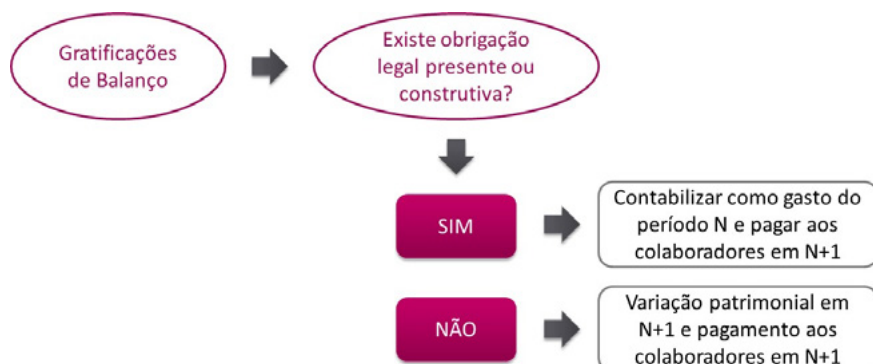 Gratificações
de Balanço
Existe obrigação
legal presente ou
construtiva?
SIM
Contabilizar como gasto do
período N e pagar aos
colaboradores em N+1
NÃO
Variação patrimonial em
N+1 e pagamento aos
colaboradores em N+1